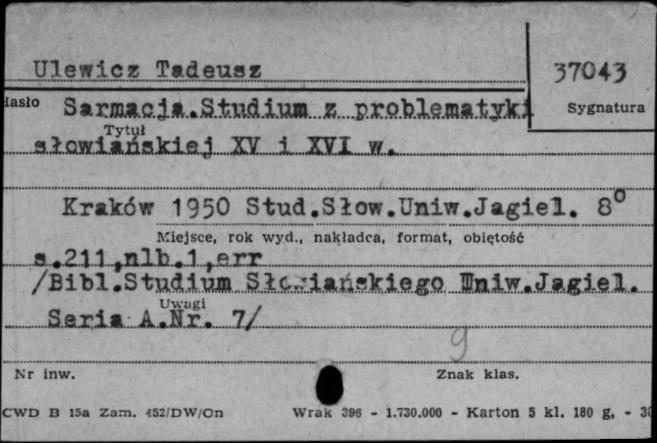 Ulewicz Tadeusz
37043
Hasło Sarmacja.Studium z problematyki
Sygnatura
Tytuł
słowiańskiej XV i XVI w.
Kraków 1950 Stud.Słow.Uniw.Jagiel. 8°
Miejsce, rok wyd., nakładca, format, objętość
s.211,nlb.1,err
/Bibl.Studium Słowiańskiego Uniw.Jagiel.
Uwagi
Seria A.Nr. 7/
9
Nr inw.
Znak klas.
CWD B 15a Zam. 452/DW/On Wrak 396 - 1.730.000 - Karton 5 kl. 180 g. - 30